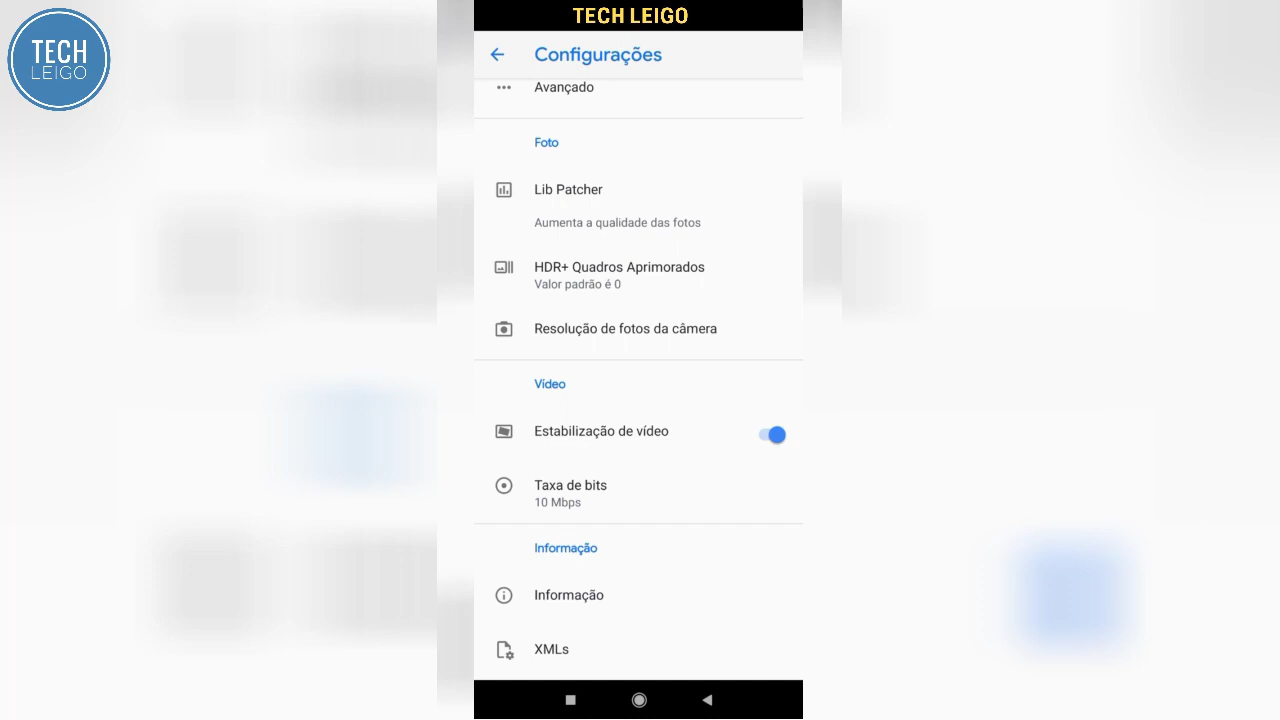 TECH LEIGO
TECH
LEIGO
Configurações
Avançado
Foto
Lib Patcher
Aumenta a qualidade das fotos
HDR+ Quadros Aprimorados
Valor padrão é 0
Resolução de fotos da câmera
Vídeo
Estabilização de vídeo
Taxa de bits
10 Mbps
Informação
Informação
XMLs